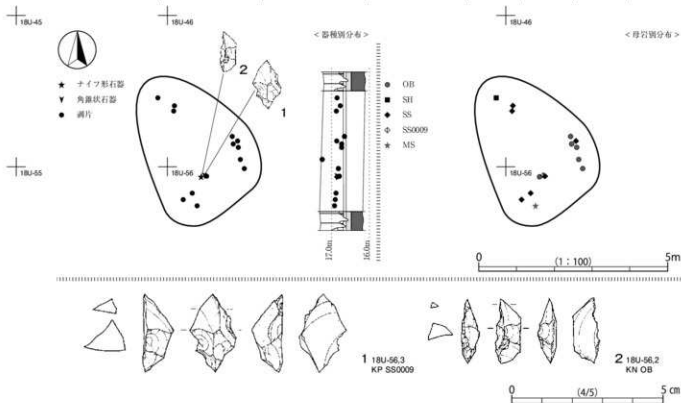 18U-45
18U-46
<器種別分布>
18U-46
<母岩別分布>
ナイフ形石器
角錐状石器
剥片
2
1
OB
SH
SS
SS0009
MS
18U-55
18U-56
18U-56
17.0m
16.0m
0 (1:100) 5m
1 18U-56,3
KP SS0009
2 18U-56,2
KN OB
0 (4/5) 5 cm